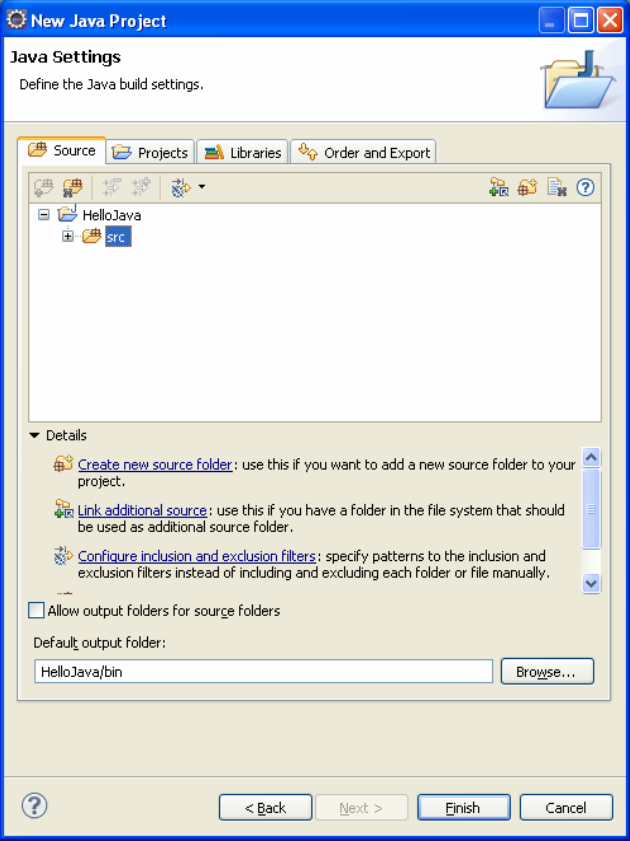 New Java Project
Java Settings
Define the Java build settings.
Source Projects Libraries Order and Export
HelloJava
src
Details
Create new source folder: use this if you want to add a new source folder to your
project.
Link additional source: use this if you have a folder in the file system that should
be used as additional source folder.
Configure inclusion and exclusion filters: specify patterns to the inclusion and
exclusion filters instead of including and excluding each folder or file manually.
Allow output folders for source folders
Default output folder:
HelloJava/bin Browse...
< Back Next > Finish Cancel